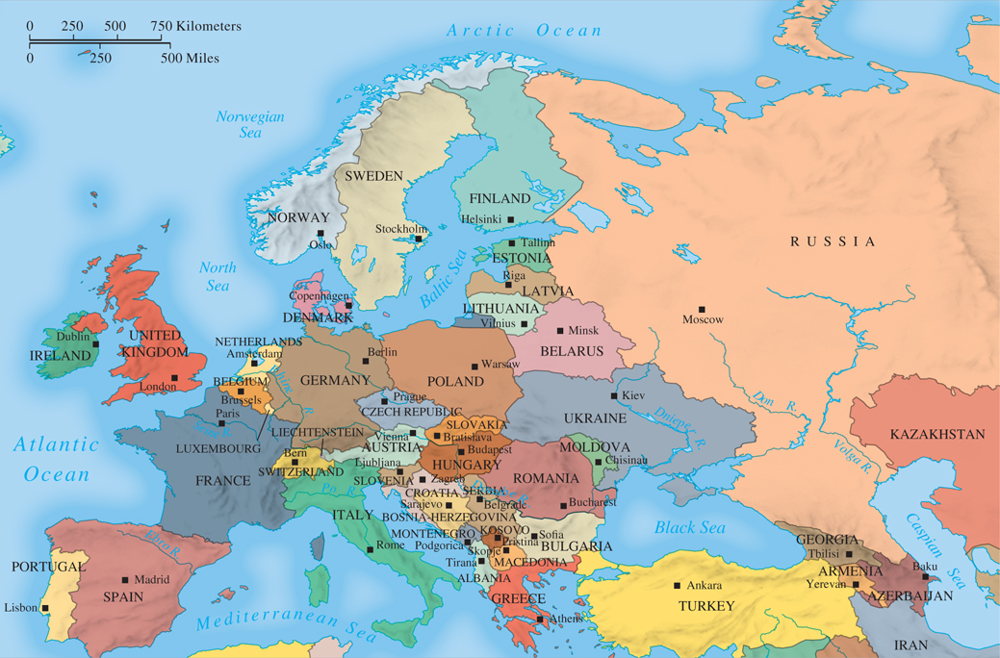 0 250 500 750 Kilometers
0 250 500 Miles
Arctic Ocean
Norwegian
Sea
SWEDEN
FINLAND
NORWAY
Helsinki
Stockholm
Oslo
RUSSIA
Tallinn
ESTONIA
North
Sea
Baltic Sea
Riga
LATVIA
Copenhagen
DENMARK
LITHUANIA
Vilnius
Moscow
Minsk
BELARUS
Dublin
IRELAND
UNITED
KINGDOM
London
NETHERLANDS
Amsterdam
Berlin
GERMANY
Warsaw
POLAND
BELGIUM
Brussels
Rhine R.
Paris
Seine R.
Prague
CZECH REPUBLIC
Kiev
UKRAINE
Dnieper R.
Don R.
Volga R.
KAZAKHSTAN
Atlantic
Ocean
LUXEMBOURG
LIECHTENSTEIN
SLOVAKIA
Vienna
Bratislava
AUSTRIA
Budapest
HUNGARY
MOLDOVA
Chisinau
Bern
SWITZERLAND
FRANCE
Ljubljana
SLOVENIA
Zagreb
CROATIA
ROMANIA
Po R.
SERBIA
Belgrade
Bucharest
Sarajevo
BOSNIA-HERZEGOVINA
ITALY
MONTENEGRO
Podgorica
KOSOVO
Pristina
Sofia
BULGARIA
Skopje
MACEDONIA
Tirana
ALBANIA
Rome
Black Sea
Caspian Sea
GEORGIA
Tbilisi
ARMENIA
Yerevan
Baku
AZERBAIJAN
Ebro R.
PORTUGAL
Lisbon
Madrid
SPAIN
Mediterranean Sea
GREECE
Athens
Ankara
TURKEY
IRAN